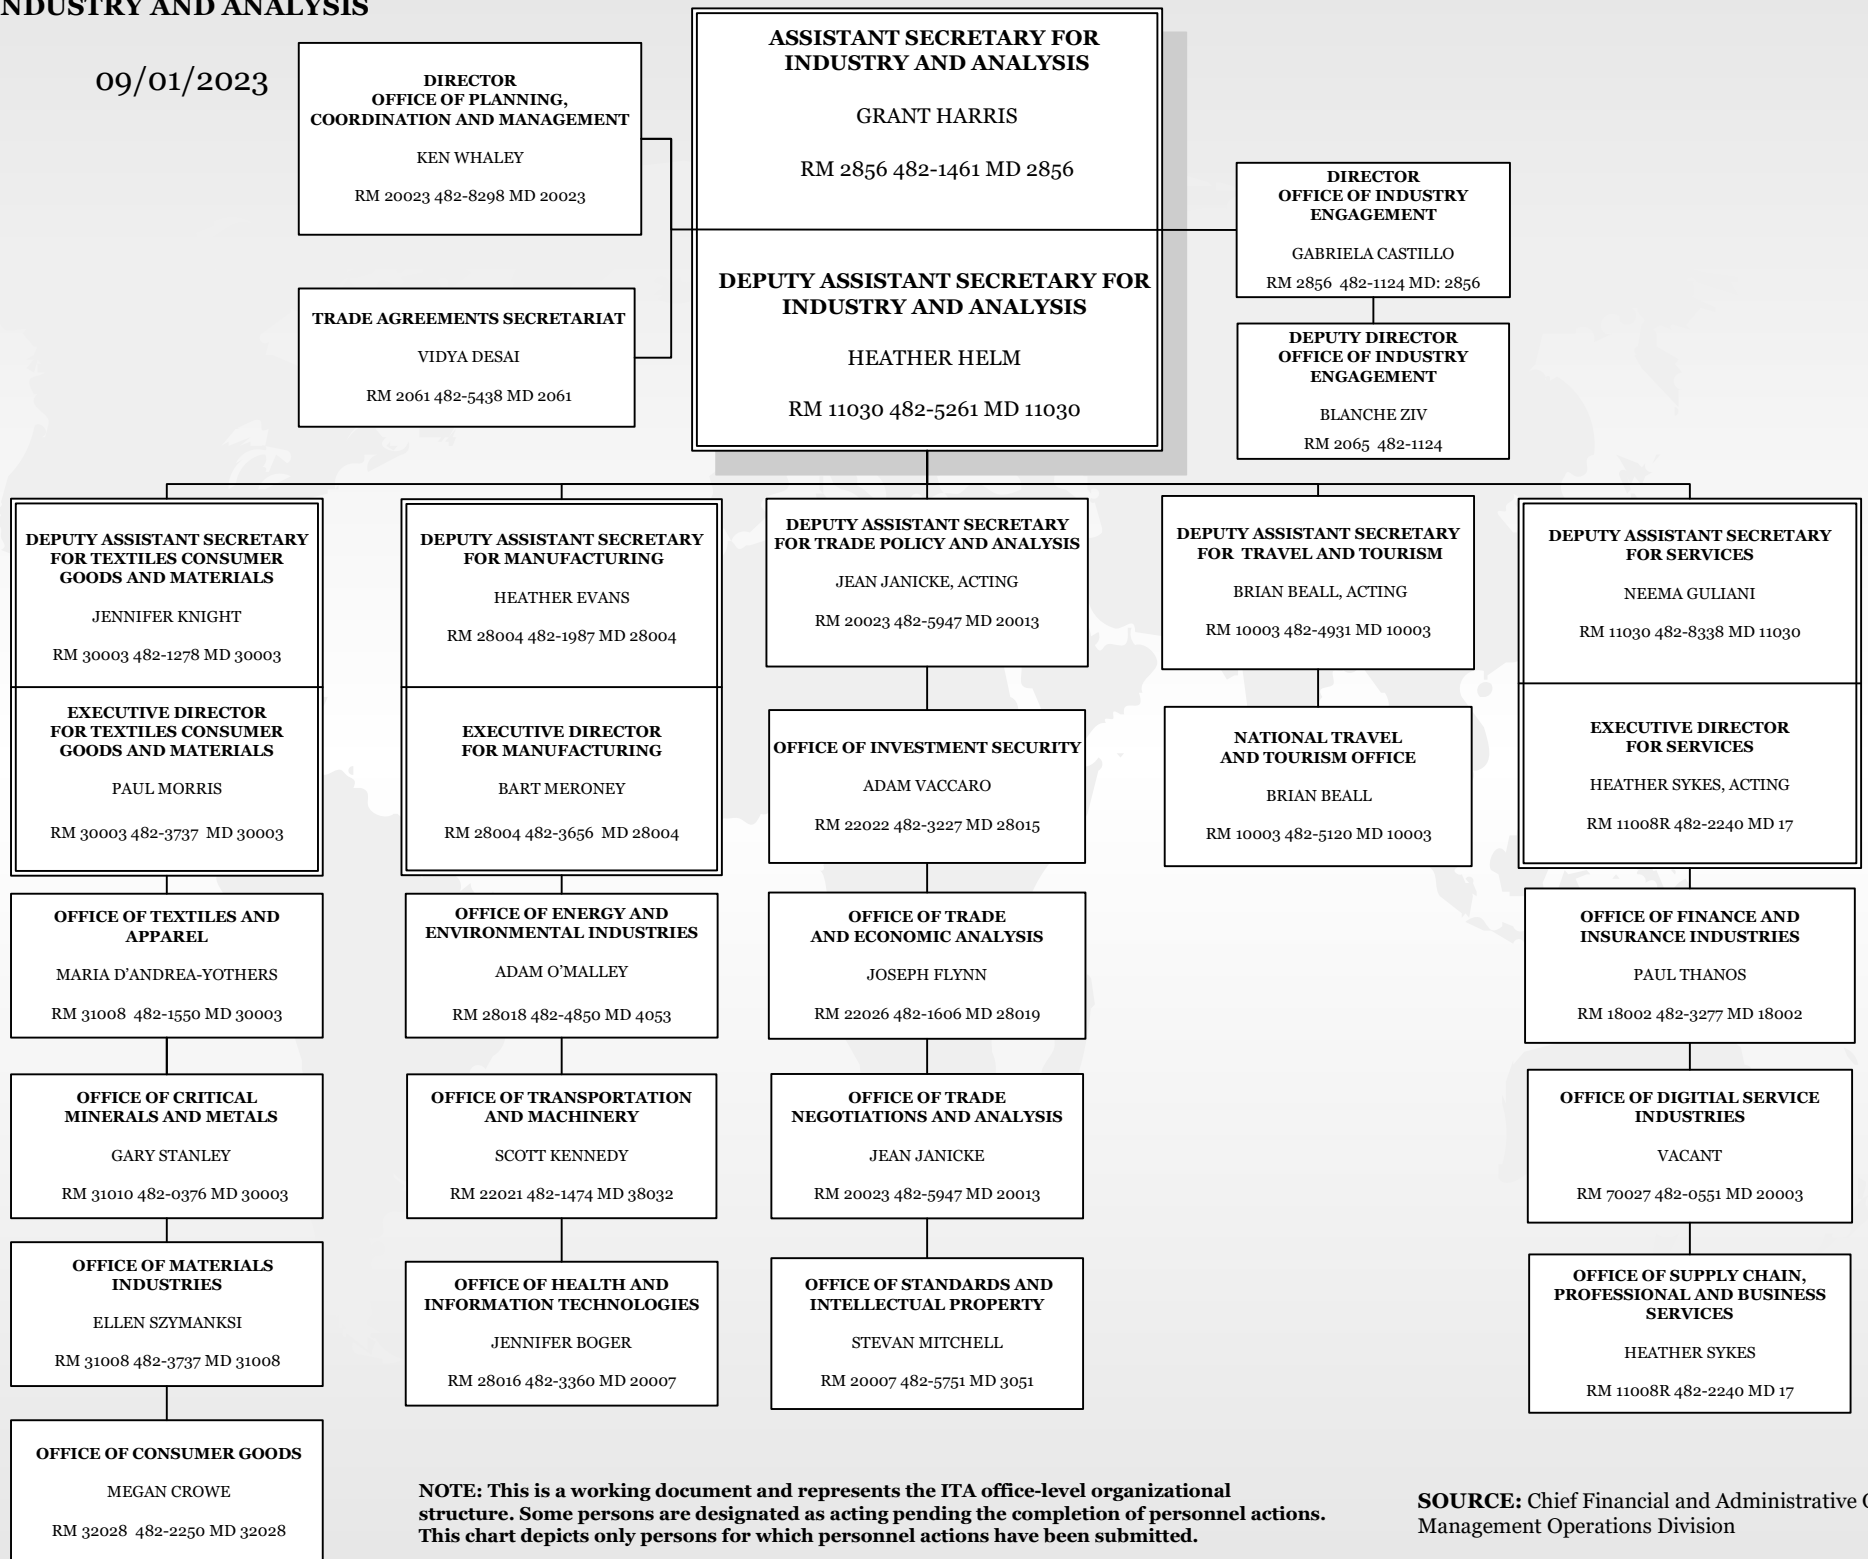 NDUSTRY AND ANALYSIS
09/01/2023
DIRECTOR
OFFICE OF PLANNING,
COORDINATION AND MANAGEMENT
KEN WHALEY
RM 20023 482-8298 MD 20023
TRADE AGREEMENTS SECRETARIAT
VIDYA DESAI
RM 2061 482-5438 MD 2061
ASSISTANT SECRETARY FOR
INDUSTRY AND ANALYSIS
GRANT HARRIS
RM 2856 482-1461 MD 2856
DEPUTY ASSISTANT SECRETARY FOR
INDUSTRY AND ANALYSIS
HEATHER HELM
RM 11030 482-5261 MD 11030
DIRECTOR
OFFICE OF INDUSTRY
ENGAGEMENT
GABRIELA CASTILLO
RM 2856 482-1124 MD: 2856
DEPUTY DIRECTOR
OFFICE OF INDUSTRY
ENGAGEMENT
BLANCHE ZIV
RM 2065 482-1124
DEPUTY ASSISTANT SECRETARY
FOR TEXTILES CONSUMER
GOODS AND MATERIALS
JENNIFER KNIGHT
RM 30003 482-1278 MD 30003
EXECUTIVE DIRECTOR
FOR TEXTILES CONSUMER
GOODS AND MATERIALS
PAUL MORRIS
RM 30003 482-3737 MD 30003
OFFICE OF TEXTILES AND
APPAREL
MARIA D’ANDREA-YOTHERS
RM 31008 482-1550 MD 30003
OFFICE OF CRITICAL
MINERALS AND METALS
GARY STANLEY
RM 31010 482-0376 MD 30003
OFFICE OF MATERIALS
INDUSTRIES
ELLEN SZYMANKSI
RM 31008 482-3737 MD 31008
OFFICE OF CONSUMER GOODS
MEGAN CROWE
RM 32028 482-2250 MD 32028
DEPUTY ASSISTANT SECRETARY
FOR MANUFACTURING
HEATHER EVANS
RM 28004 482-1987 MD 28004
EXECUTIVE DIRECTOR
FOR MANUFACTURING
BART MERONEY
RM 28004 482-3656 MD 28004
OFFICE OF ENERGY AND
ENVIRONMENTAL INDUSTRIES
ADAM O’MALLEY
RM 28018 482-4850 MD 4053
OFFICE OF TRANSPORTATION
AND MACHINERY
SCOTT KENNEDY
RM 22021 482-1474 MD 38032
OFFICE OF HEALTH AND
INFORMATION TECHNOLOGIES
JENNIFER BOGER
RM 28016 482-3360 MD 20007
DEPUTY ASSISTANT SECRETARY
FOR TRADE POLICY AND ANALYSIS
JEAN JANICKE, ACTING
RM 20023 482-5947 MD 20013
OFFICE OF INVESTMENT SECURITY
ADAM VACCARO
RM 22022 482-3227 MD 28015
OFFICE OF TRADE
AND ECONOMIC ANALYSIS
JOSEPH FLYNN
RM 22026 482-1606 MD 28019
OFFICE OF TRADE
NEGOTIATIONS AND ANALYSIS
JEAN JANICKE
RM 20023 482-5947 MD 20013
OFFICE OF STANDARDS AND
INTELLECTUAL PROPERTY
STEVAN MITCHELL
RM 20007 482-5751 MD 3051
DEPUTY ASSISTANT SECRETARY
FOR TRAVEL AND TOURISM
BRIAN BEALL, ACTING
RM 10003 482-4931 MD 10003
NATIONAL TRAVEL
AND TOURISM OFFICE
BRIAN BEALL
RM 10003 482-5120 MD 10003
DEPUTY ASSISTANT SECRETARY
FOR SERVICES
NEEMA GULIANI
RM 11030 482-8338 MD 11030
EXECUTIVE DIRECTOR
FOR SERVICES
HEATHER SYKES, ACTING
RM 11008R 482-2240 MD 17
OFFICE OF FINANCE AND
INSURANCE INDUSTRIES
PAUL THANOS
RM 18002 482-3277 MD 18002
OFFICE OF DIGITIAL SERVICE
INDUSTRIES
VACANT
RM 70027 482-0551 MD 20003
OFFICE OF SUPPLY CHAIN,
PROFESSIONAL AND BUSINESS
SERVICES
HEATHER SYKES
RM 11008R 482-2240 MD 17
NOTE: This is a working document and represents the ITA office-level organizational
structure. Some persons are designated as acting pending the completion of personnel actions.
This chart depicts only persons for which personnel actions have been submitted.
SOURCE: Chief Financial and Administrative
Management Operations Division